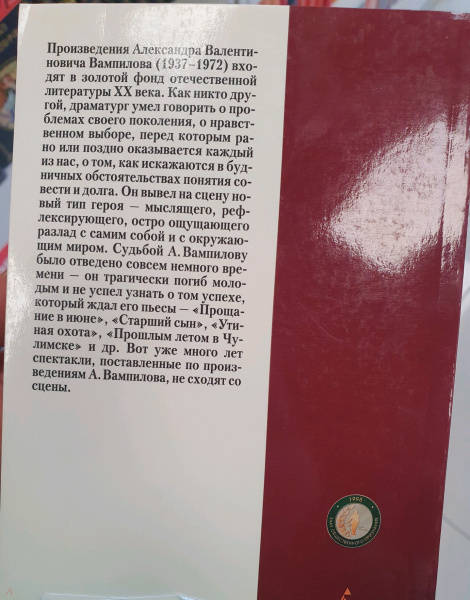 Произведения Александра Валенти-
новича Вампилова (1937–1972) вхо-
дят в золотой фонд отечественной
литературы XX века. Как никто дру-
гой, драматург умел говорить о про-
блемах своего поколения, о нравст-
венном выборе, перед которым ра-
но или поздно оказывается каждый
из нас, о том, как искажаются в буд-
ничных обстоятельствах понятия со-
вести и долга. Он вывел на сцену но-
вый тип героя — мыслящего, реф-
лексирующего, остро ощущающего
разлад с самим собой и с окружаю-
щим миром. Судьбой А. Вампилову
было отведено совсем немного вре-
мени — он трагически погиб моло-
дым и не успел узнать о том успехе,
который ждал его пьесы — «Проща-
ние в июне», «Старший сын», «Ути-
ная охота», «Прошлым летом в Чу-
лимске» и др. Вот уже много лет
спектакли, поставленные по произ-
ведениям А. Вампилова, не сходят со
сцены.
1998